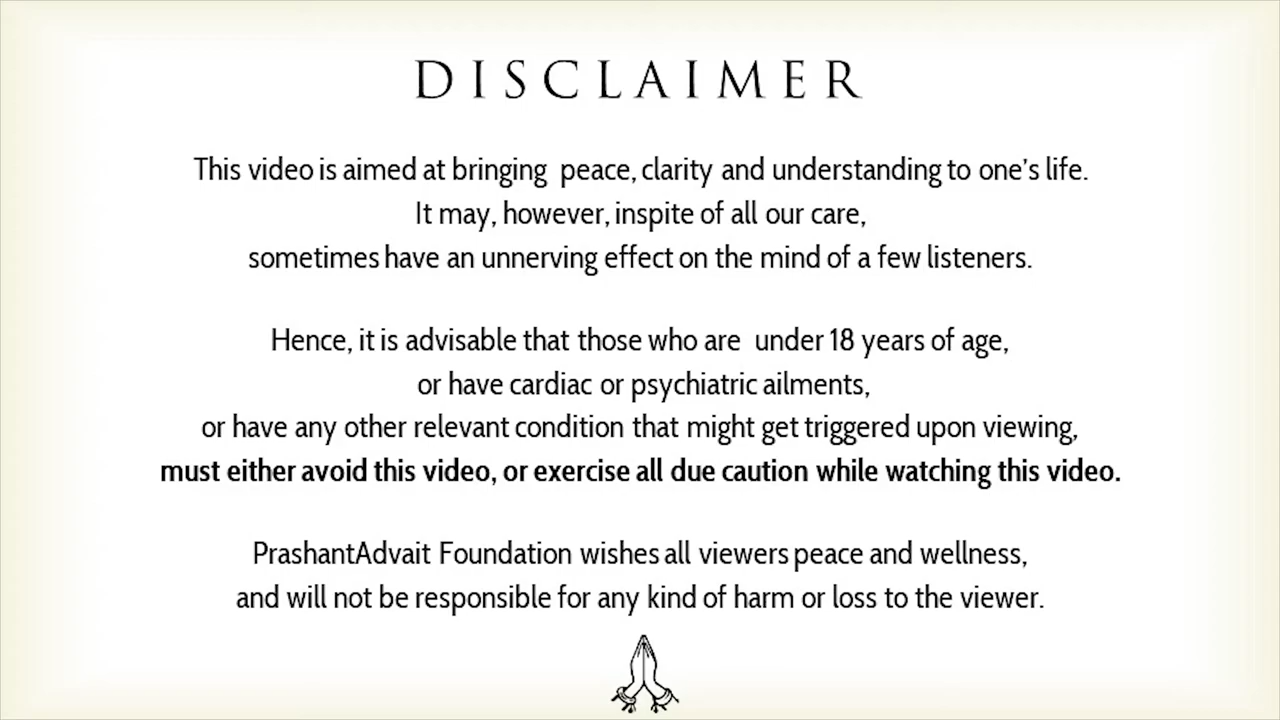 DISCLAIMER
This video is aimed at bringing peace, clarity and understanding to one's life.
It may, however, inspite of all our care,
sometimes have an unnerving effect on the mind of a few listeners.
Hence, it is advisable that those who are under 18 years of age,
or have cardiac or psychiatric ailments,
or have any other relevant condition that might get triggered upon viewing,
must either avoid this video, or exercise all due caution while watching this video.
PrashantAdvait Foundation wishes all viewers peace and wellness,
and will not be responsible for any kind of harm or loss to the viewer.